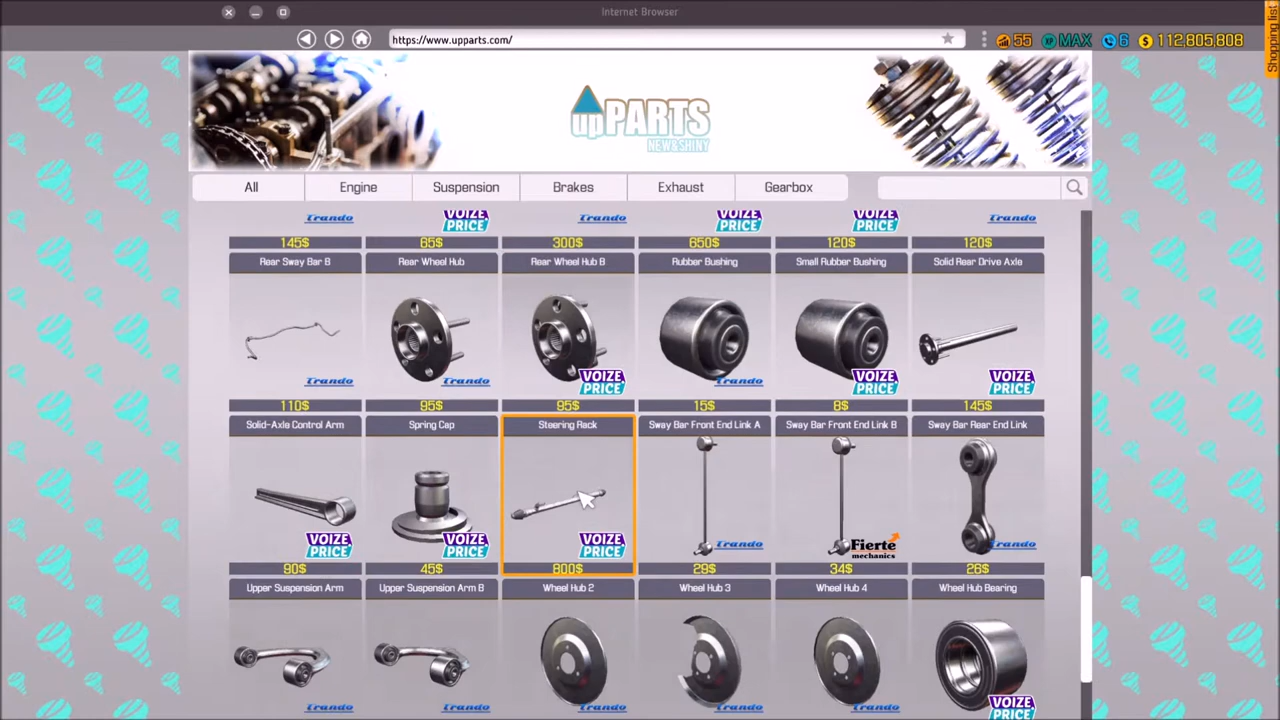 Internet Browser
https://www.upparts.com/
55 XP MAX 6 $ 112,805,808
Shopping list
upPARTS
NEW&SHINY
All Engine Suspension Brakes Exhaust Gearbox
Trando VOIZE PRICE Trando VOIZE PRICE VOIZE PRICE Trando
145$ 65$ 300$ 650$ 120$ 120$
Rear Sway Bar B Rear Wheel Hub Rear Wheel Hub B Rubber Bushing Small Rubber Bushing Solid Rear Drive Axle
Trando Trando VOIZE PRICE Trando VOIZE PRICE VOIZE PRICE
110$ 95$ 95$ 15$ 8$ 145$
Solid-Axle Control Arm Spring Cap Steering Rack Sway Bar Front End Link A Sway Bar Front End Link B Sway Bar Rear End Link
VOIZE PRICE VOIZE PRICE VOIZE PRICE Trando Fierte mechanics Trando
90$ 45$ 800$ 29$ 34$ 26$
Upper Suspension Arm Upper Suspension Arm B Wheel Hub 2 Wheel Hub 3 Wheel Hub 4 Wheel Hub Bearing
Trando Trando Trando Trando Trando VOIZE PRICE